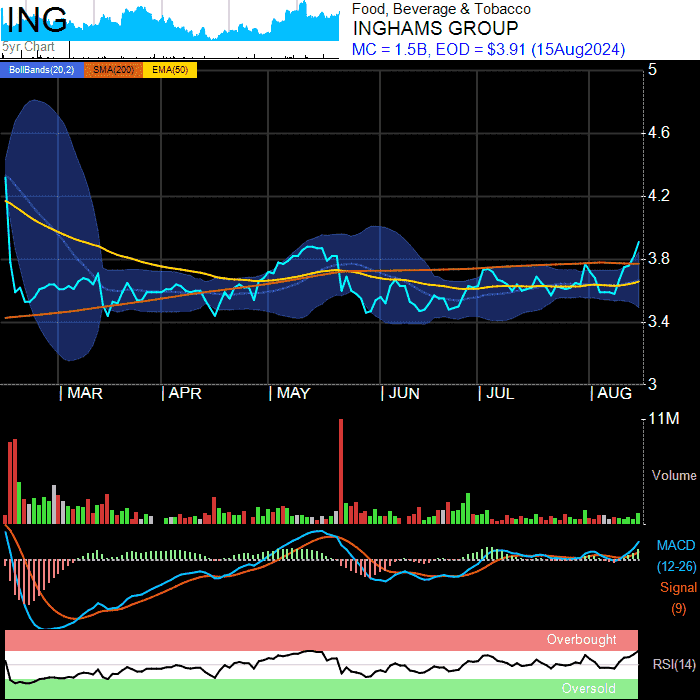 ING
5yr Chart
Food, Beverage & Tobacco
INGHAMS GROUP
MC = 1.5B, EOD = $3.91 (15Aug2024)
BollBands(20,2) SMA(200) EMA(50)
5
4.6
4.2
3.8
3.4
3
MAR APR MAY JUN JUL AUG
11M
Volume
MACD
(12-26)
Signal
(9)
Overbought
RSI(14)
Oversold